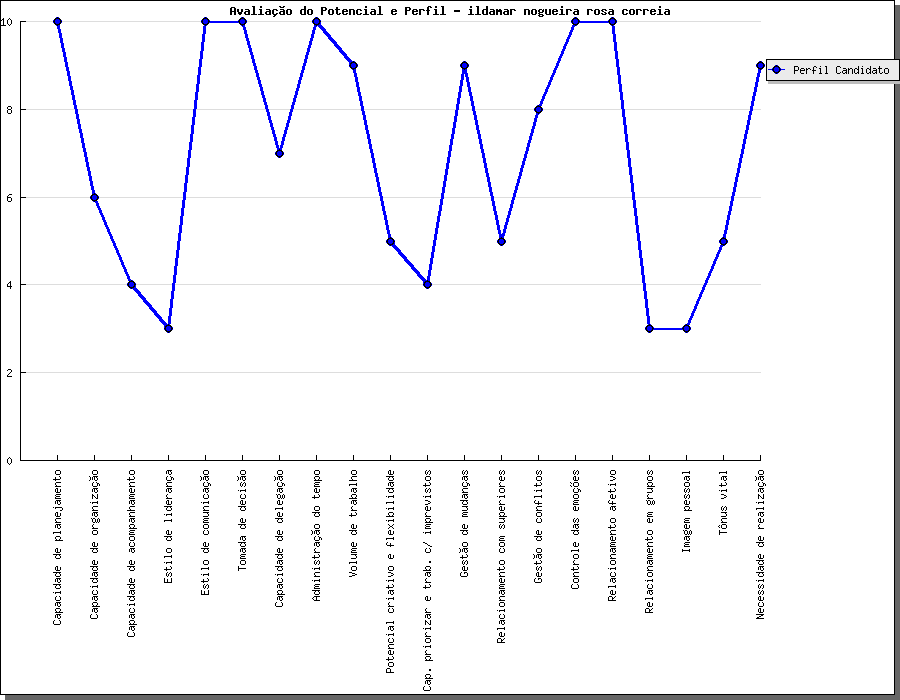 Avaliação do Potencial e Perfil - ildamar nogueira rosa correia
10
8
6
4
2
0
Perfil Candidato
Capacidade de planejamento
Capacidade de organização
Capacidade de acompanhamento
Estilo de liderança
Estilo de comunicação
Tomada de decisão
Capacidade de delegação
Administração do tempo
Volume de trabalho
Potencial criativo e flexibilidade
Cap. priorizar e trab. c/ imprevistos
Gestão de mudanças
Relacionamento com superiores
Gestão de conflitos
Controle das emoções
Relacionamento afetivo
Relacionamento em grupos
Imagem pessoal
Tônus vital
Necessidade de realização